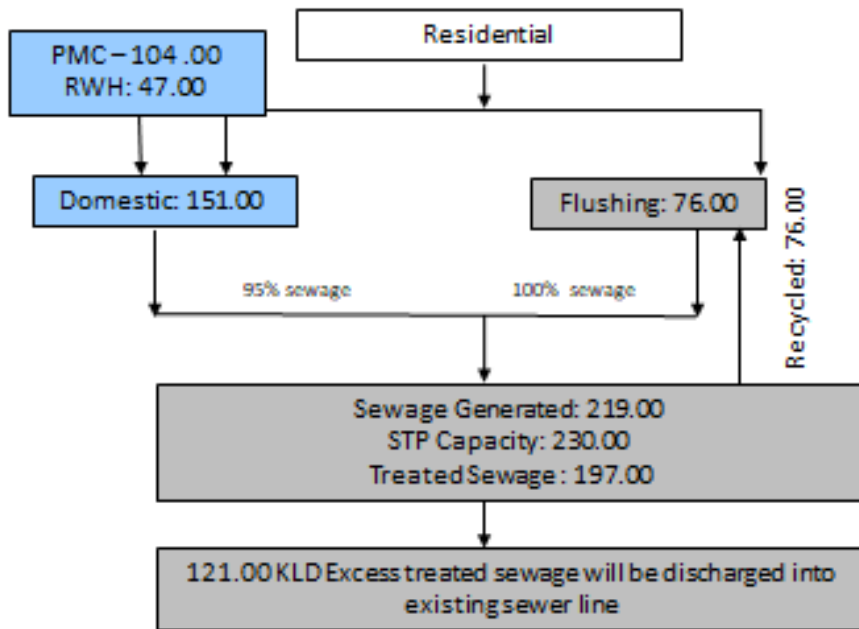 Residential
PMC – 104 .00
RWH: 47.00
Domestic: 151.00
Flushing: 76.00
Recycled: 76.00
95% sewage
100% sewage
Sewage Generated: 219.00
STP Capacity: 230.00
Treated Sewage : 197.00
121.00 KLD Excess treated sewage will be discharged into
existing sewer line